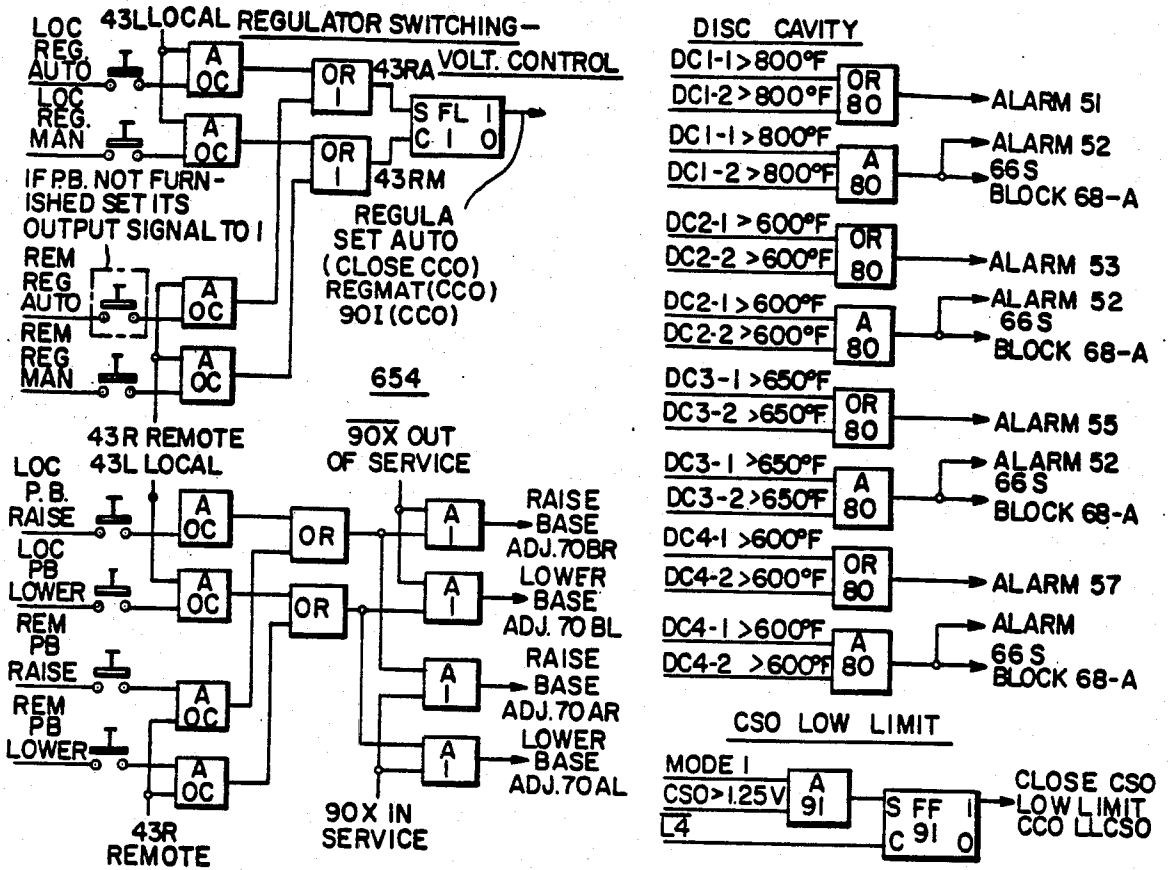 43L LOCAL REGULATOR SWITCHING—
VOLT. CONTROL
LOC
REG.
AUTO
LOC
REG.
MAN
A
OC
A
OC
OR
1
43RA
OR
1
43RM
S FL 1
C 1 0
IF P.B. NOT FURN-
ISHED SET ITS
OUTPUT SIGNAL TO 1
REGULA
SET AUTO
(CLOSE CCO)
REGMAT(CCO)
901(CCO)
REM
REG
AUTO
REM
REG
MAN
A
OC
A
OC
654
43R REMOTE
43L LOCAL
90X OUT
OF SERVICE
LOC
P.B.
RAISE
LOC
PB
LOWER
REM
PB
RAISE
REM
PB
LOWER
A
OC
A
OC
A
OC
A
OC
OR
OR
A
1
A
1
A
1
A
1
RAISE
BASE
ADJ.70BR
LOWER
BASE
ADJ. 70 BL
RAISE
BASE
ADJ.70AR
LOWER
BASE
ADJ.70AL
43R
REMOTE
90X IN
SERVICE
DISC CAVITY
DC1-1>800°F
DC1-2>800°F
OR
80
ALARM 51
DC1-1>800°F
DC1-2>800°F
A
80
ALARM 52
66S
BLOCK 68-A
DC2-1>600°F
DC2-2>600°F
OR
80
ALARM 53
DC2-1>600°F
DC2-2>600°F
A
80
ALARM 52
66S
BLOCK 68-A
DC3-1>650°F
DC3-2>650°F
OR
80
ALARM 55
DC3-1>650°F
DC3-2>650°F
A
80
ALARM 52
66S
BLOCK 68-A
DC4-1>600°F
DC4-2>600°F
OR
80
ALARM 57
DC4-1>600°F
DC4-2 >600°F
A
80
ALARM
66S
BLOCK 68-A
CSO LOW LIMIT
MODE 1
CSO>1.25V
L4
A
91
S FF 1
C 91 0
CLOSE CSO
LOW LIMIT
CCO LLCSO